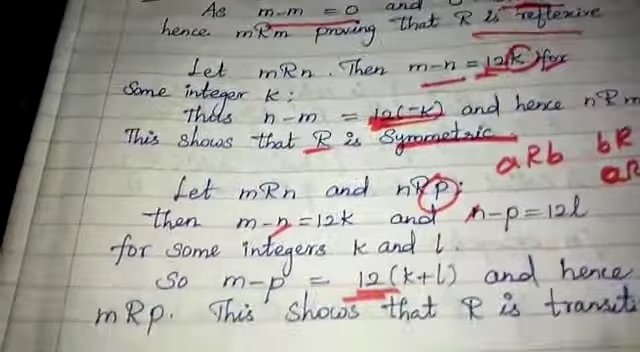 As m-m = 0 and
hence mRm proving that R is reflexive
Let mRn. Then m-n = 12k for
some integer k:
Thus n-m = 12(-k) and hence nRm
This shows that R is Symmetric.
aRb bR
aR
Let mRn and nRp;
then m-n = 12k and n-p = 12l
for some integers k and l.
So m-p = 12(k+l) and hence
mRp. This shows that R is transit